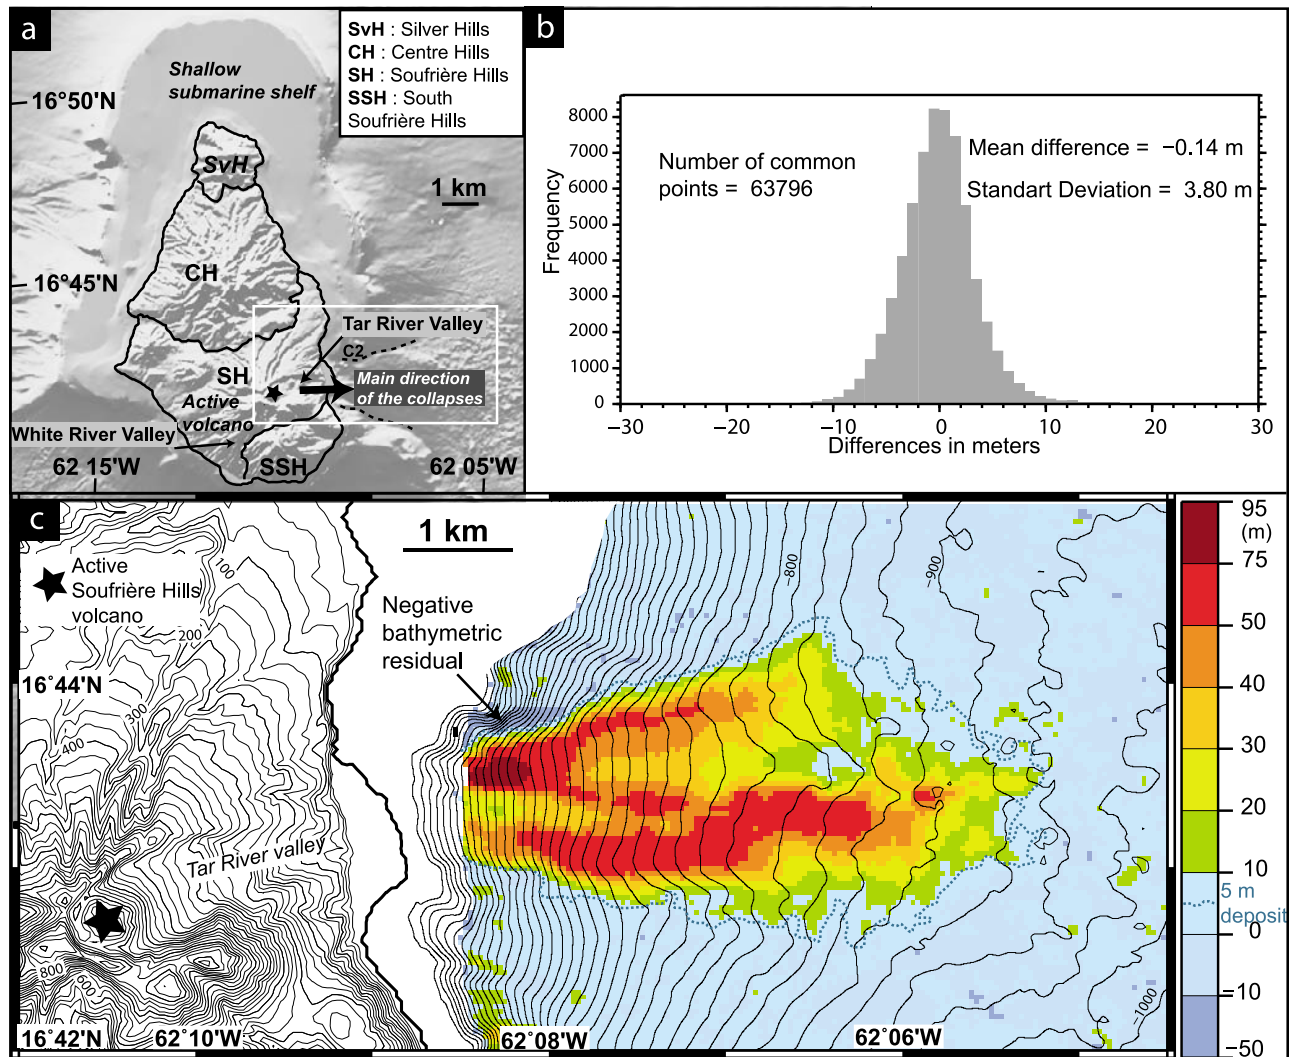 a
SvH : Silver Hills
CH : Centre Hills
SH : Soufrière Hills
SSH : South
Soufrière Hills
Shallow
submarine shelf
16°50'N
SvH
1 km
CH
16°45'N
Tar River Valley
C2
SH
Main direction
of the collapses
Active
volcano
White River Valley
SSH
62 15'W
62 05'W
b
8000
7000
6000
5000
4000
3000
2000
1000
0
Frequency
Number of common
points = 63796
Mean difference = −0.14 m
Standart Deviation = 3.80 m
−30
−20
−10
0
10
20
30
Differences in meters
c
Active
Soufrière Hills
volcano
1 km
Negative
bathymetric
residual
100
200
300
400
800
600
Tar River valley
-800
-900
-1000
16°44'N
16°42'N
62°10'W
62°08'W
62°06'W
95
(m)
75
50
40
30
20
10
5 m
deposit
0
−10
−50